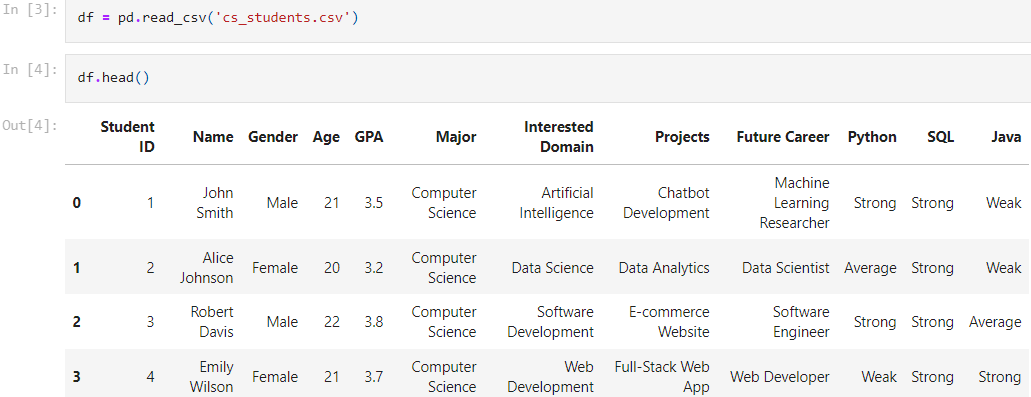 In [3]: df = pd.read_csv('cs_students.csv')
In [4]: df.head()
Out[4]:
Student ID Name Gender Age GPA Major Interested Domain Projects Future Career Python SQL Java
0 1 John Smith Male 21 3.5 Computer Science Artificial Intelligence Chatbot Development Machine Learning Researcher Strong Strong Weak
1 2 Alice Johnson Female 20 3.2 Computer Science Data Science Data Analytics Data Scientist Average Strong Weak
2 3 Robert Davis Male 22 3.8 Computer Science Software Development E-commerce Website Software Engineer Strong Strong Average
3 4 Emily Wilson Female 21 3.7 Computer Science Web Development Full-Stack Web App Web Developer Weak Strong Strong